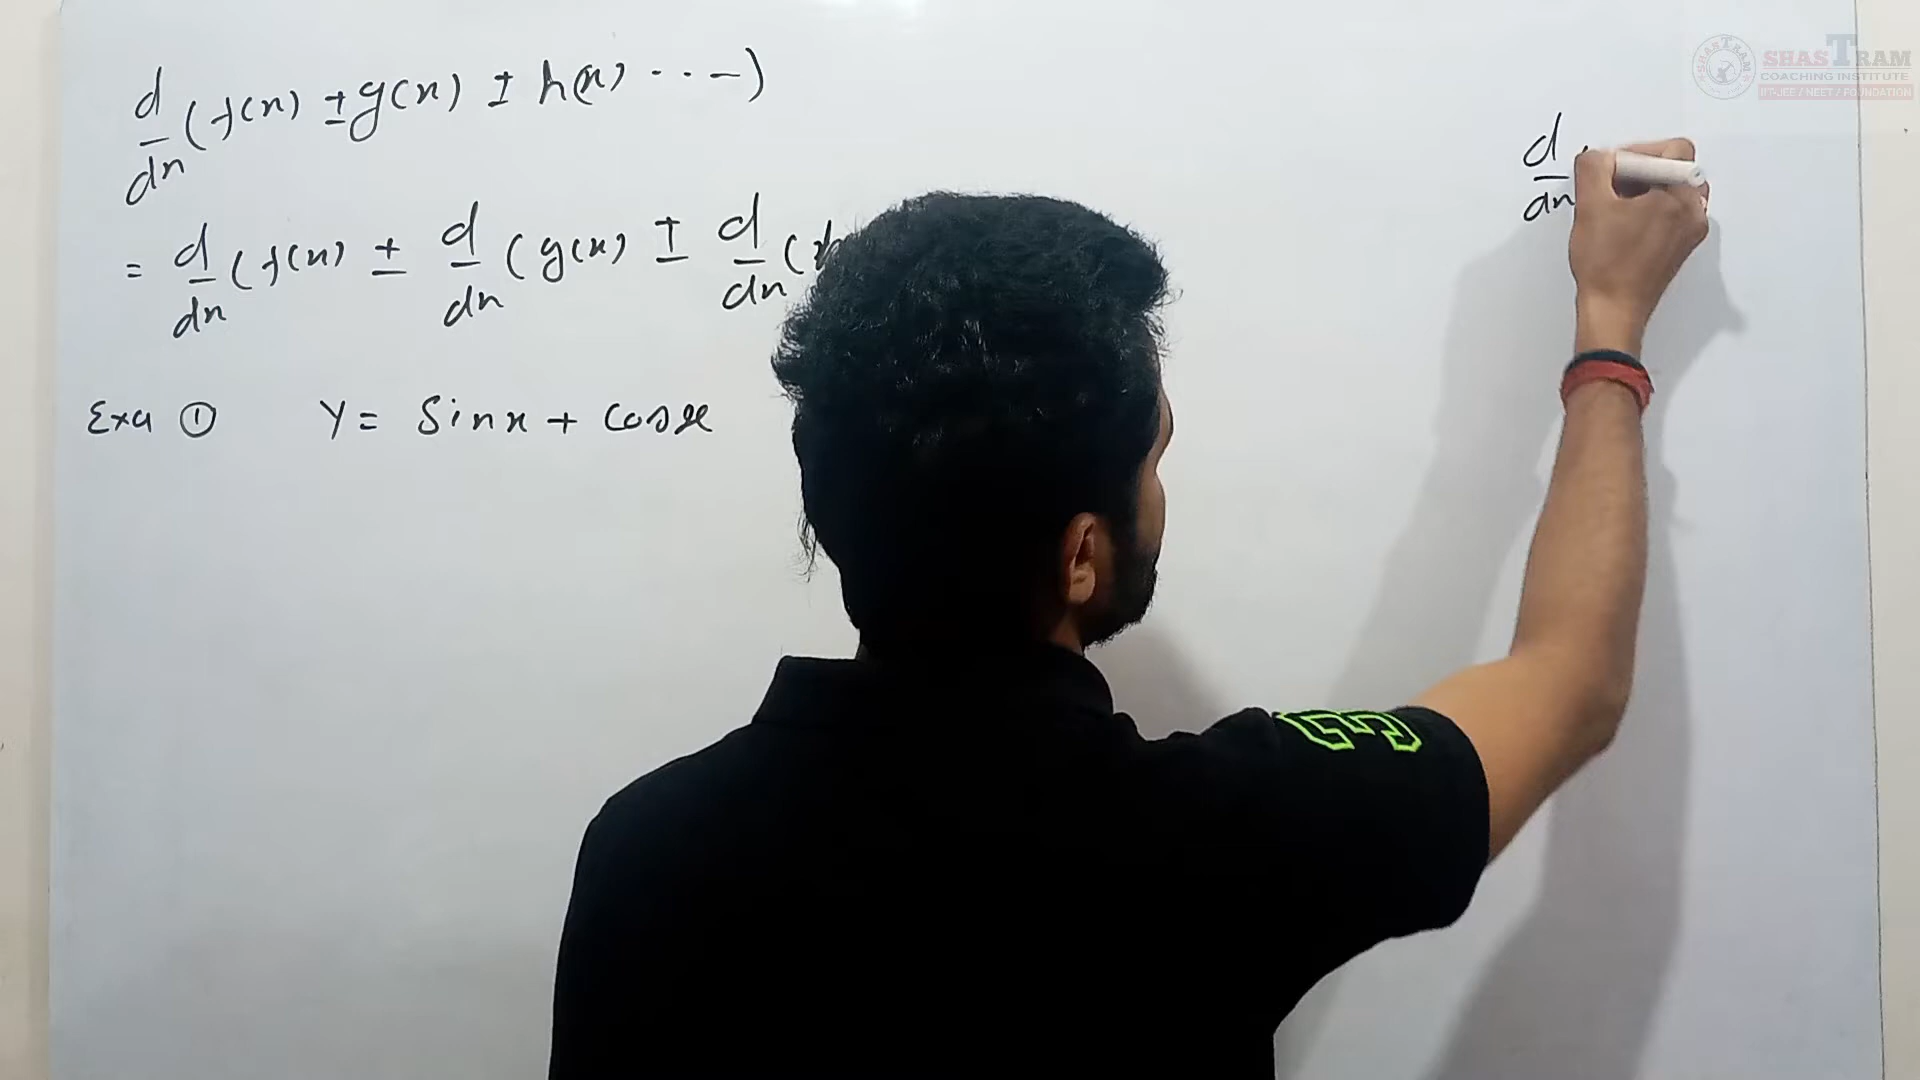 d/dx (f(x) ± g(x) ± h(x) ...-)
= d/dx (f(x) ± d/dx (g(x) ± d/dx (
Exa ① Y = Sinx + Cosx
d/dx
SHASTRAM
COACHING INSTITUTE
IIT-JEE / NEET / FOUNDATION